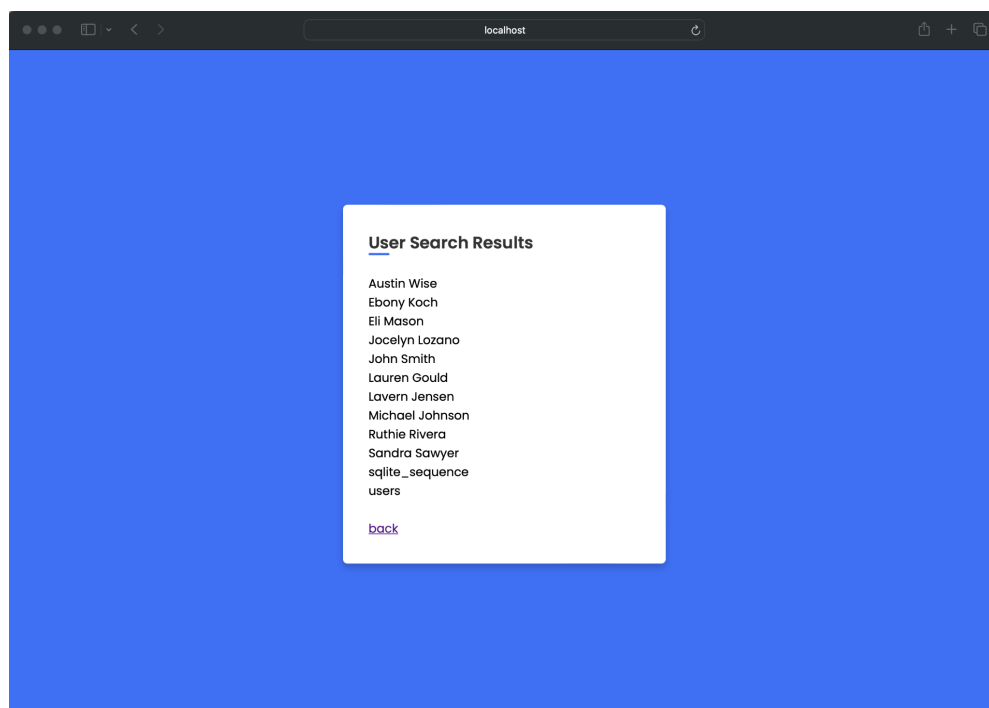 localhost
User Search Results
Austin Wise
Ebony Koch
Eli Mason
Jocelyn Lozano
John Smith
Lauren Gould
Lavern Jensen
Michael Johnson
Ruthie Rivera
Sandra Sawyer
sqlite_sequence
users
back